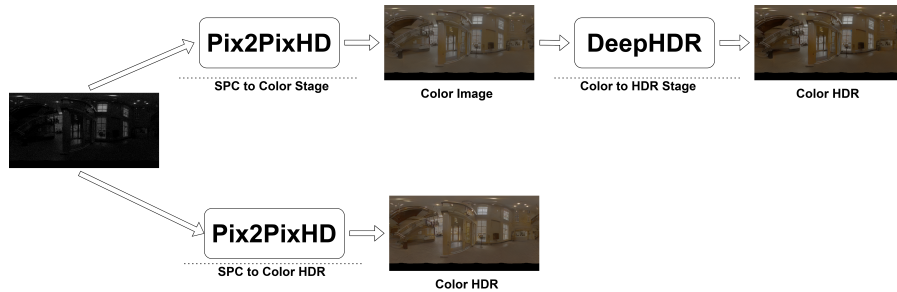 Pix2PixHD
SPC to Color Stage
Color Image
DeepHDR
Color to HDR Stage
Color HDR
Pix2PixHD
SPC to Color HDR
Color HDR